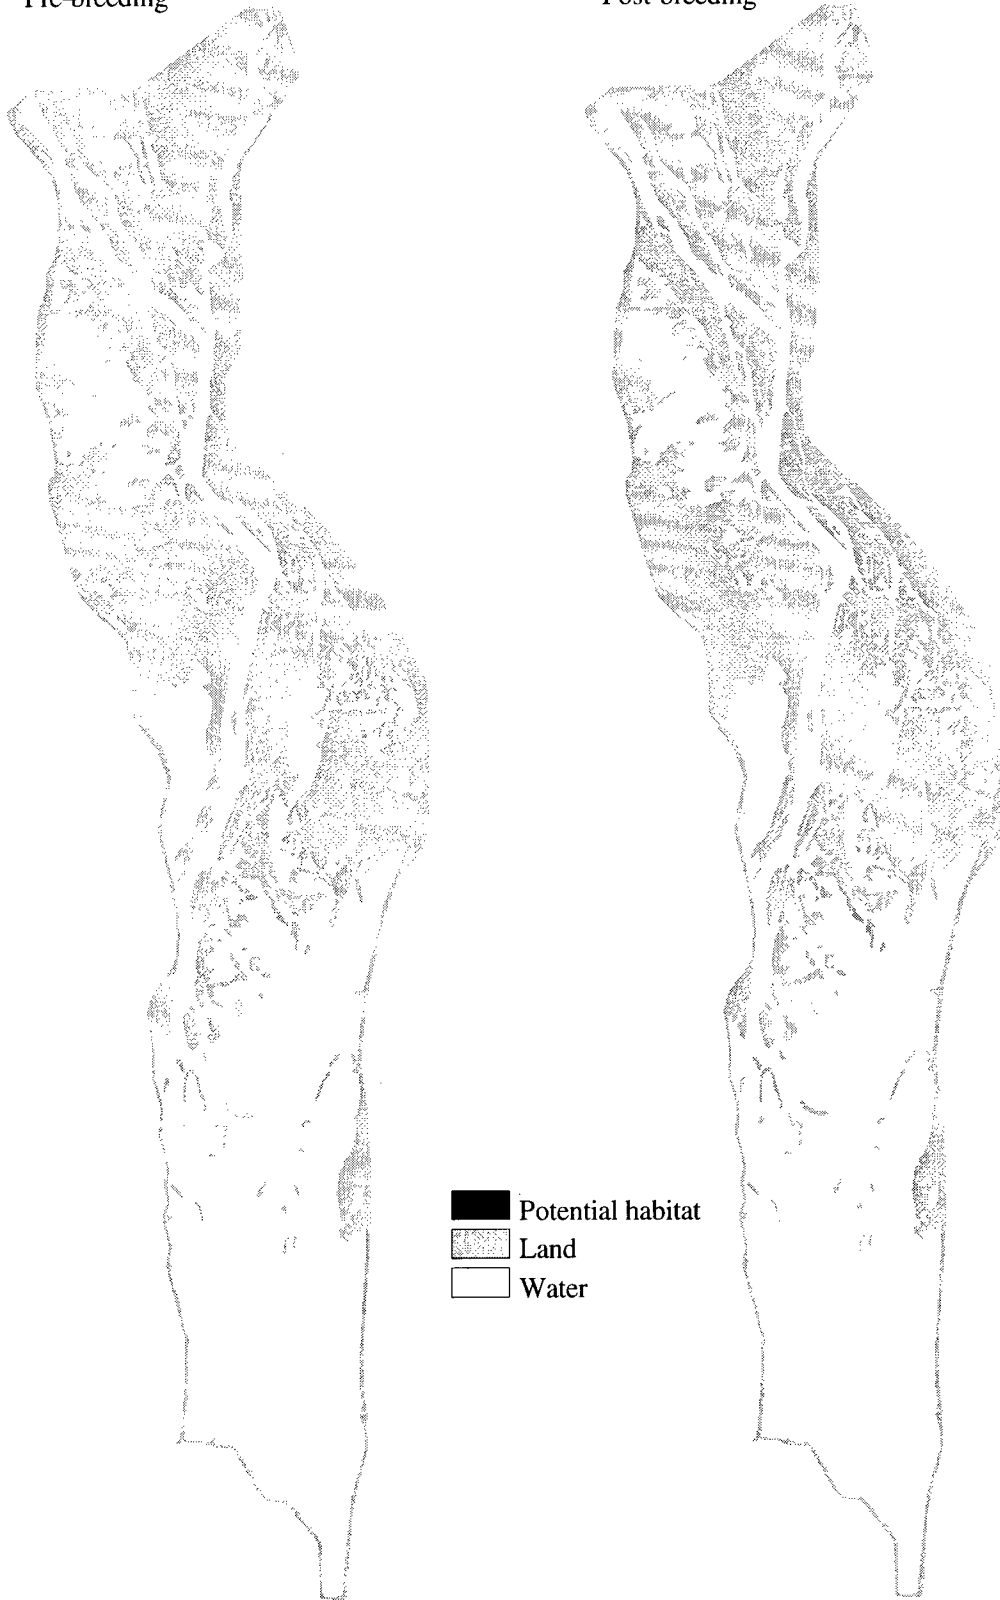 Pre-breeding
Post-breeding
Potential habitat
Land
Water